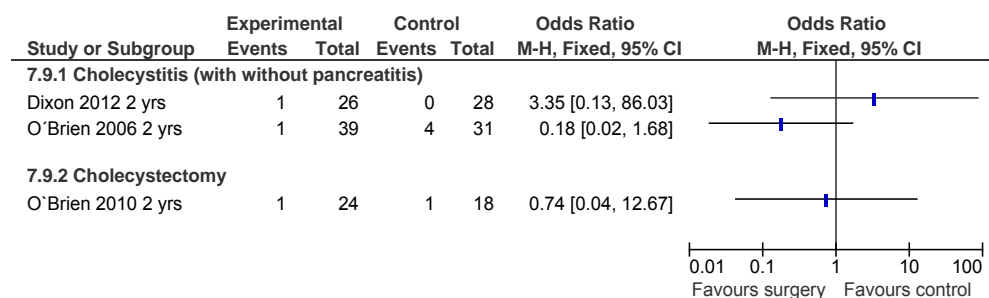 Experimental Control Odds Ratio Odds Ratio
Study or Subgroup Events Total Events Total M-H, Fixed, 95% CI M-H, Fixed, 95% CI
7.9.1 Cholecystitis (with without pancreatitis)
Dixon 2012 2 yrs 1 26 0 28 3.35 [0.13, 86.03]
O´Brien 2006 2 yrs 1 39 4 31 0.18 [0.02, 1.68]
7.9.2 Cholecystectomy
O`Brien 2010 2 yrs 1 24 1 18 0.74 [0.04, 12.67]
0.01 0.1 1 10 100
Favours surgery Favours control